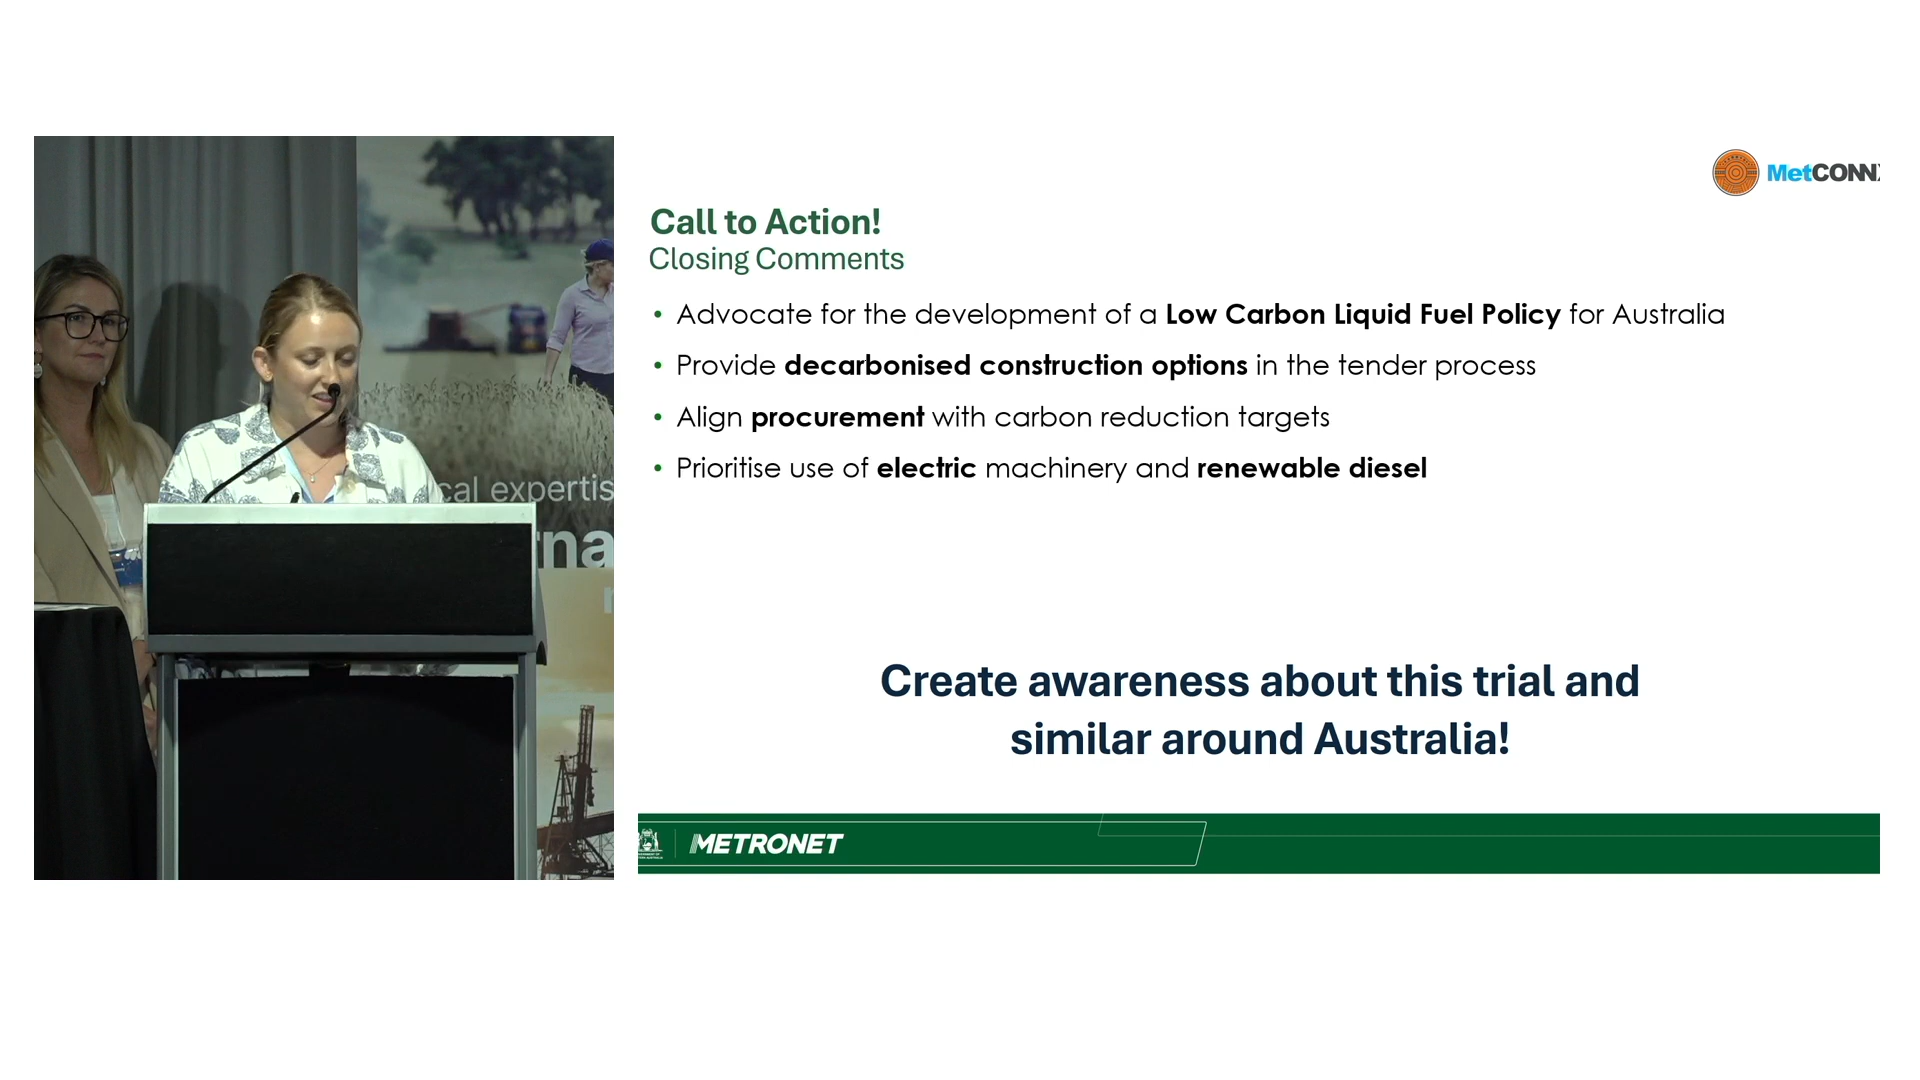 MetCONN
Call to Action!
Closing Comments
• Advocate for the development of a Low Carbon Liquid Fuel Policy for Australia
• Provide decarbonised construction options in the tender process
• Align procurement with carbon reduction targets
• Prioritise use of electric machinery and renewable diesel
cal expertis
rna
Create awareness about this trial and
similar around Australia!
METRONET